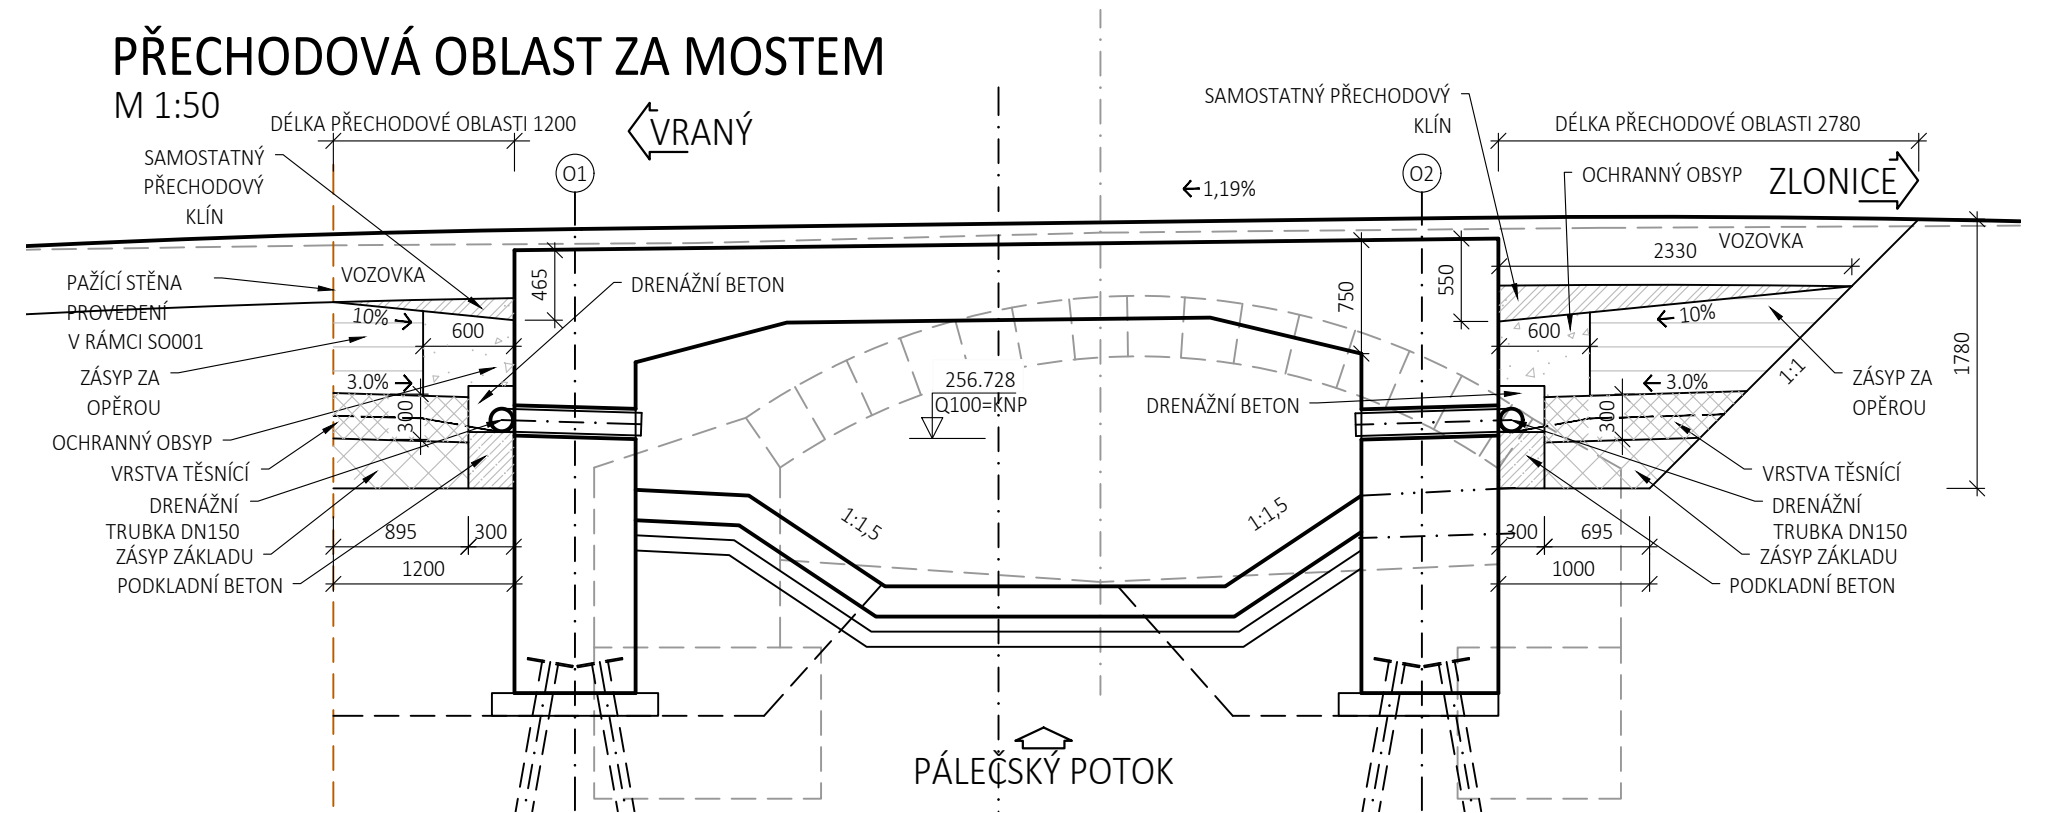 PŘECHODOVÁ OBLAST ZA MOSTEM
M 1:50
DÉLKA PŘECHODOVÉ OBLASTI 1200
VRANÝ
SAMOSTATNÝ PŘECHODOVÝ
KLÍN
DÉLKA PŘECHODOVÉ OBLASTI 2780
SAMOSTATNÝ
PŘECHODOVÝ
KLÍN
O1
O2
1,19%
OCHRANNÝ OBSYP
ZLONICE
VOZOVKA
VOZOVKA
2330
PAŽÍCÍ STĚNA
PROVEDENÍ
V RÁMCI SO001
465
DRENÁŽNÍ BETON
750
550
10%
600
600
10%
1780
ZÁSYP ZA
OPĚROU
3.0%
300
256.728
Q100=KNP
DRENÁŽNÍ BETON
3.0%
300
1:1
ZÁSYP ZA
OPĚROU
OCHRANNÝ OBSYP
VRSTVA TĚSNÍCÍ
DRENÁŽNÍ
TRUBKA DN150
ZÁSYP ZÁKLADU
PODKLADNÍ BETON
895
300
1200
1:1,5
1:1,5
300
695
1000
VRSTVA TĚSNÍCÍ
DRENÁŽNÍ
TRUBKA DN150
ZÁSYP ZÁKLADU
PODKLADNÍ BETON
PÁLEČSKÝ POTOK